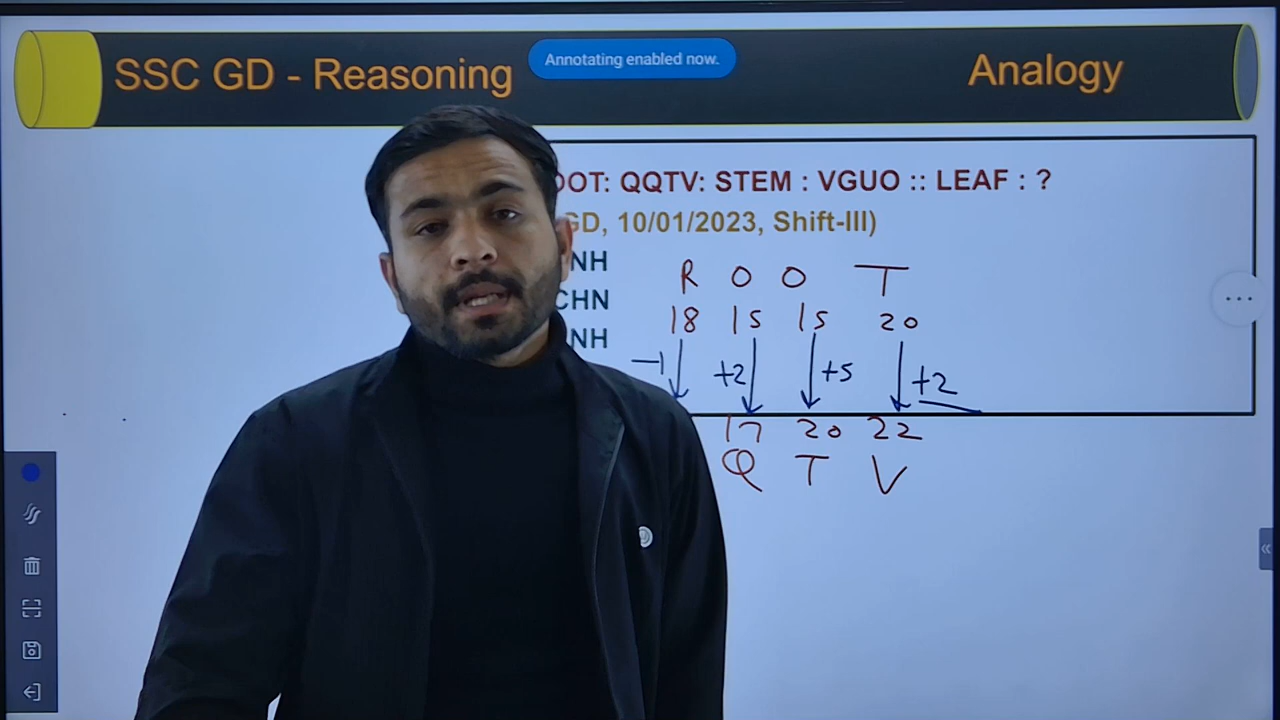 SSC GD - Reasoning
Annotating enabled now.
Analogy
OOT: QQTV: STEM : VGUO :: LEAF : ?
GD, 10/01/2023, Shift-III)
NH
CHN
NH
R O O T
18 15 15 20
-1 +2 +5 +2
17 20 22
Q T V